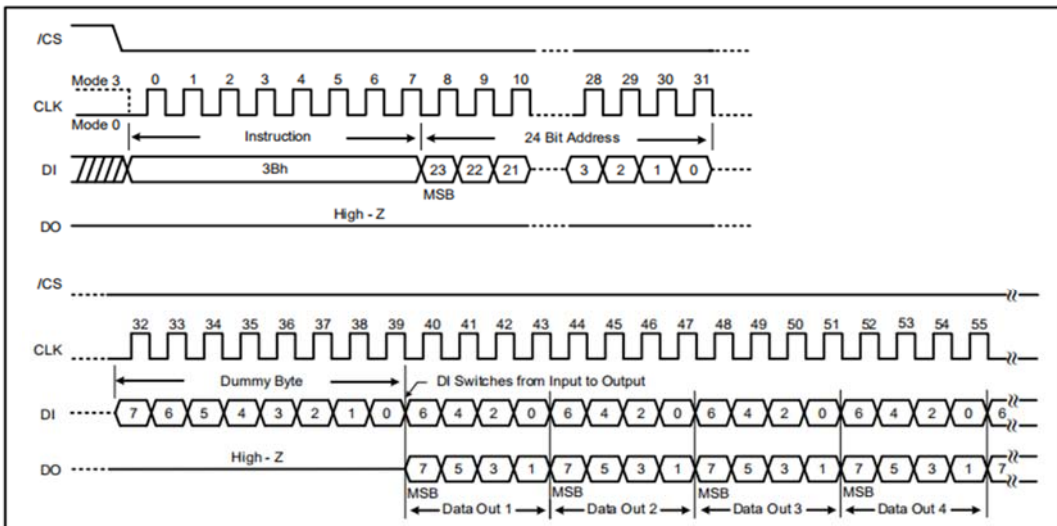 /CS
Mode 3 0 1 2 3 4 5 6 7 8 9 10 28 29 30 31
CLK
Mode 0 Instruction 24 Bit Address
DI 3Bh 23 22 21 3 2 1 0
MSB
High - Z
DO
/CS
32 33 34 35 36 37 38 39 40 41 42 43 44 45 46 47 48 49 50 51 52 53 54 55
CLK
Dummy Byte DI Switches from Input to Output
DI 7 6 5 4 3 2 1 0 6 4 2 0 6 4 2 0 6 4 2 0 6 4 2 0 6
High - Z
DO 7 5 3 1 7 5 3 1 7 5 3 1 7 5 3 1 7
MSB MSB MSB MSB
Data Out 1 Data Out 2 Data Out 3 Data Out 4